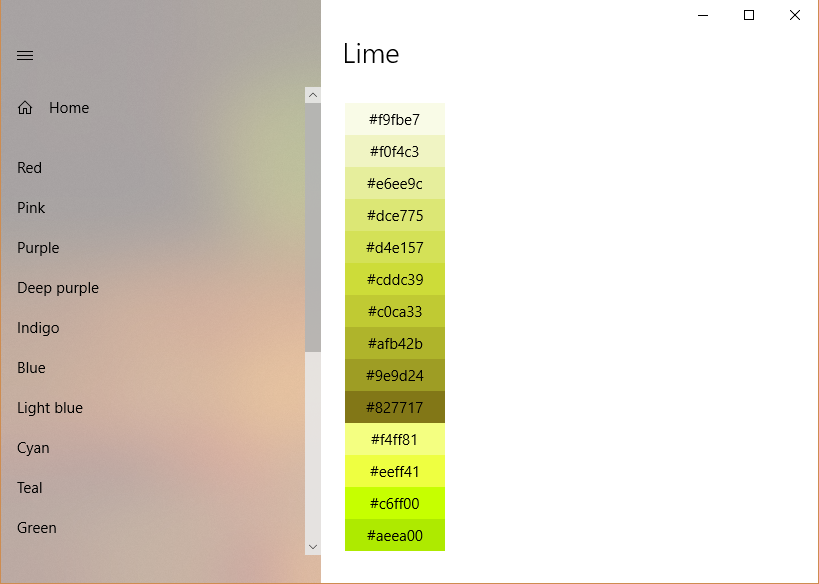 Home
Red
Pink
Purple
Deep purple
Indigo
Blue
Light blue
Cyan
Teal
Green
Lime
#f9fbe7
#f0f4c3
#e6ee9c
#dce775
#d4e157
#cddc39
#c0ca33
#afb42b
#9e9d24
#827717
#f4ff81
#eeff41
#c6ff00
#aeea00